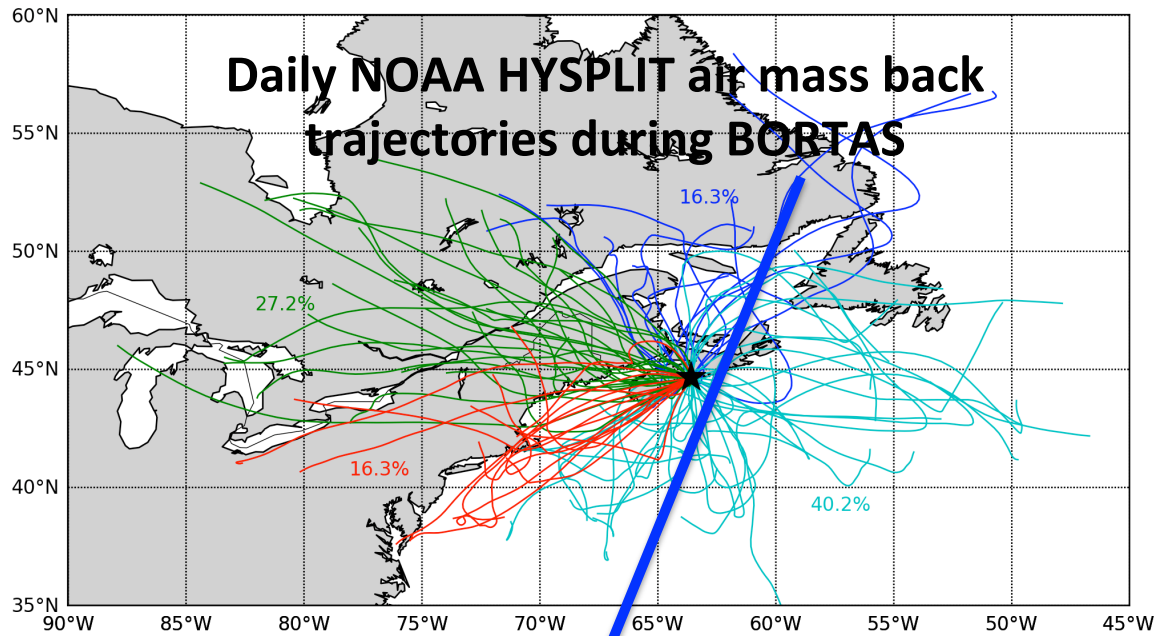 60°N
Daily NOAA HYSPLIT air mass back
trajectories during BORTAS
55°N
16.3%
50°N
27.2%
45°N
16.3%
40.2%
40°N
35°N
90°W 85°W 80°W 75°W 70°W 65°W 60°W 55°W 50°W 45°W